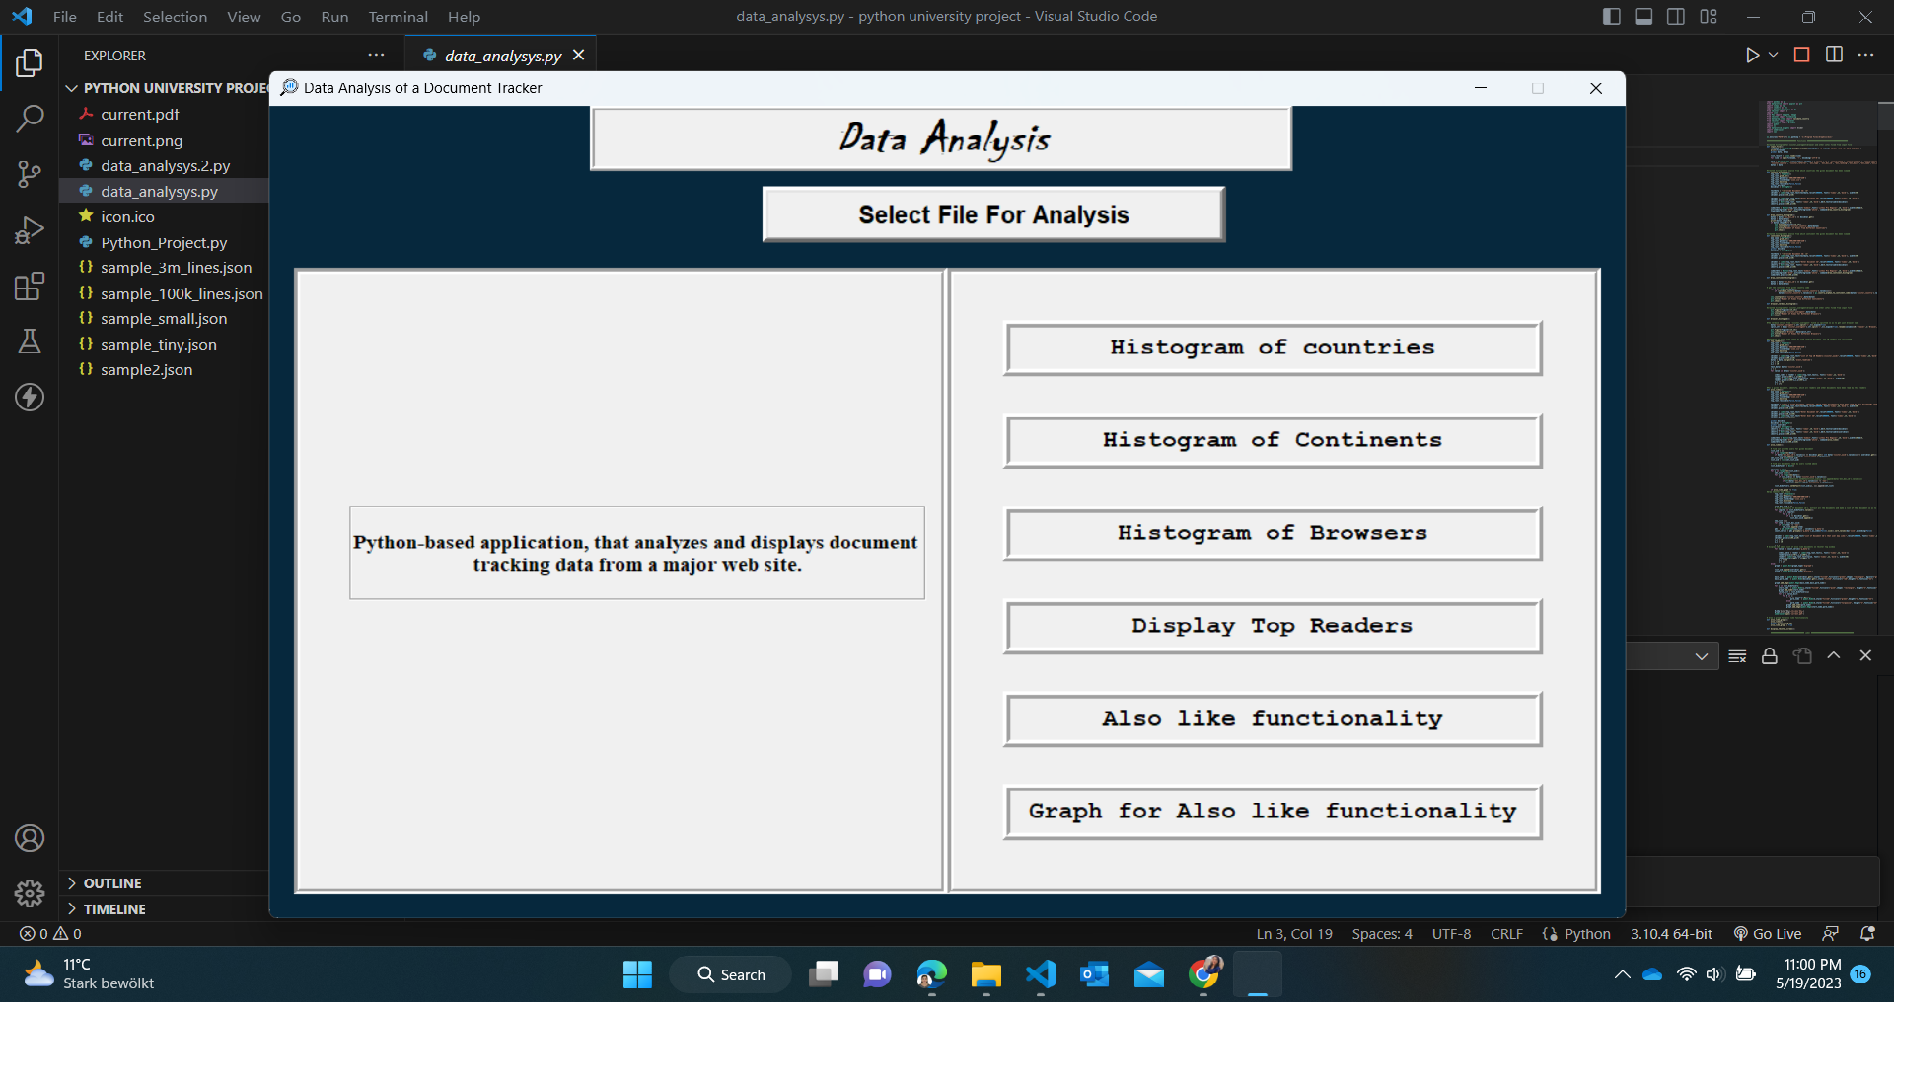 File Edit Selection View Go Run Terminal Help
data_analysys.py - python university project - Visual Studio Code
EXPLORER
data_analysys.py
PYTHON UNIVERSITY PROJE
current.pdf
current.png
data_analysys.2.py
data_analysys.py
icon.ico
Python_Project.py
sample_3m_lines.json
sample_100k_lines.json
sample_small.json
sample_tiny.json
sample2.json
OUTLINE
TIMELINE
Data Analysis of a Document Tracker
Data Analysis
Select File For Analysis
Python-based application, that analyzes and displays document
tracking data from a major web site.
Histogram of countries
Histogram of Continents
Histogram of Browsers
Display Top Readers
Also like functionality
Graph for Also like functionality
0 0
Ln 3, Col 19 Spaces: 4 UTF-8 CRLF Python 3.10.4 64-bit Go Live
11°C
Stark bewölkt
Search
11:00 PM
5/19/2023
16